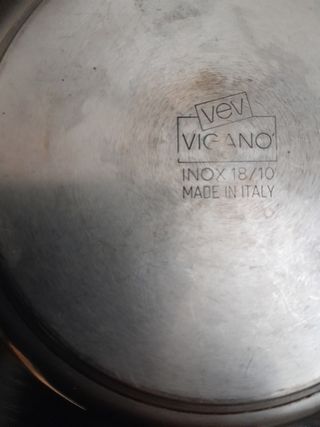 vev
VIGANO'
INOX 18/10
MADE IN ITALY